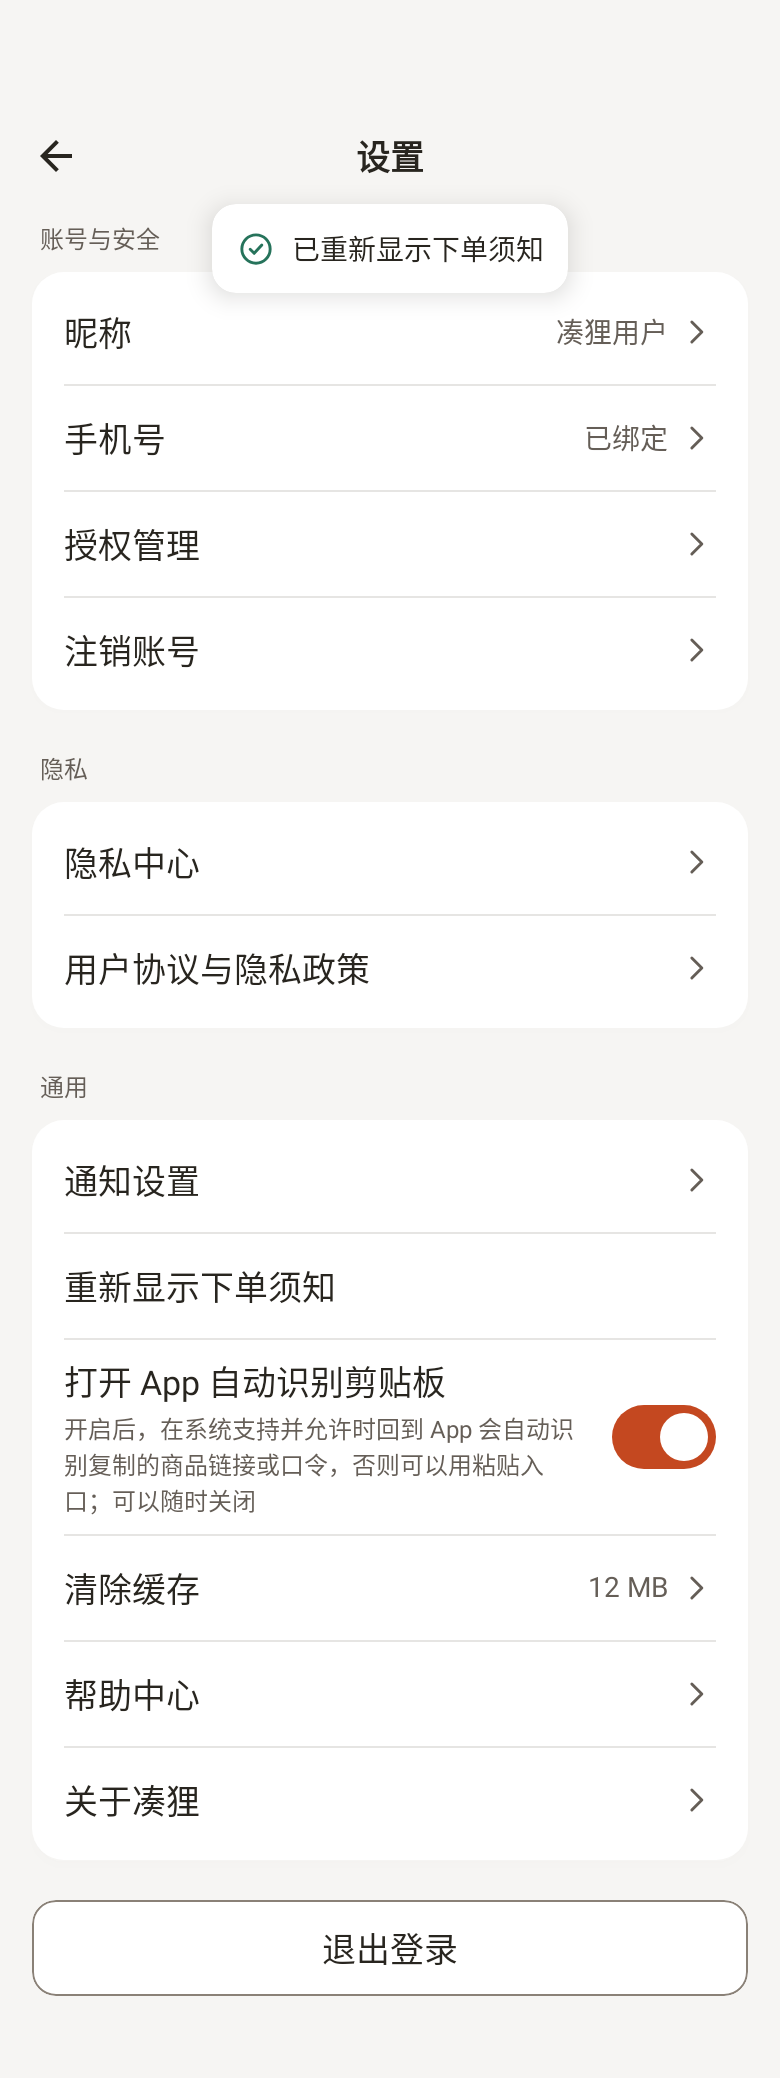 设置
已重新显示下单须知
账号与安全
昵称
凑狸用户
手机号
已绑定
授权管理
注销账号
隐私
隐私中心
用户协议与隐私政策
通用
通知设置
重新显示下单须知
打开 App 自动识别剪贴板
开启后，在系统支持并允许时回到 App 会自动识
别复制的商品链接或口令，否则可以用粘贴入
口；可以随时关闭
清除缓存
12 MB
帮助中心
关于凑狸
退出登录